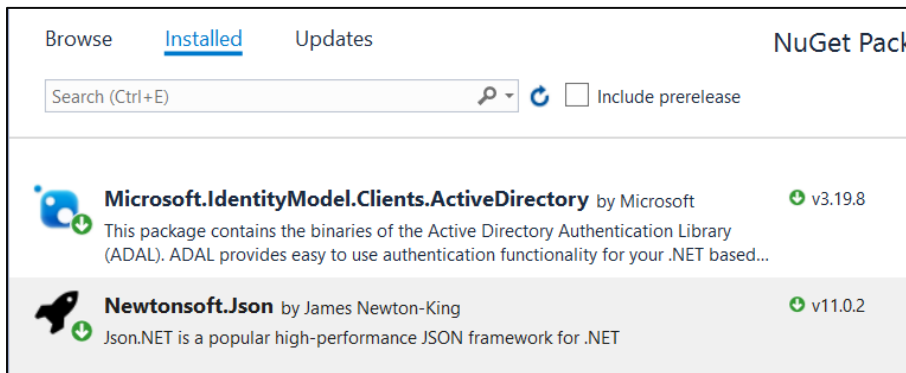 Browse Installed Updates NuGet Pack
Search (Ctrl+E) Include prerelease
Microsoft.IdentityModel.Clients.ActiveDirectory by Microsoft v3.19.8
This package contains the binaries of the Active Directory Authentication Library
(ADAL). ADAL provides easy to use authentication functionality for your .NET based...
Newtonsoft.Json by James Newton-King v11.0.2
Json.NET is a popular high-performance JSON framework for .NET